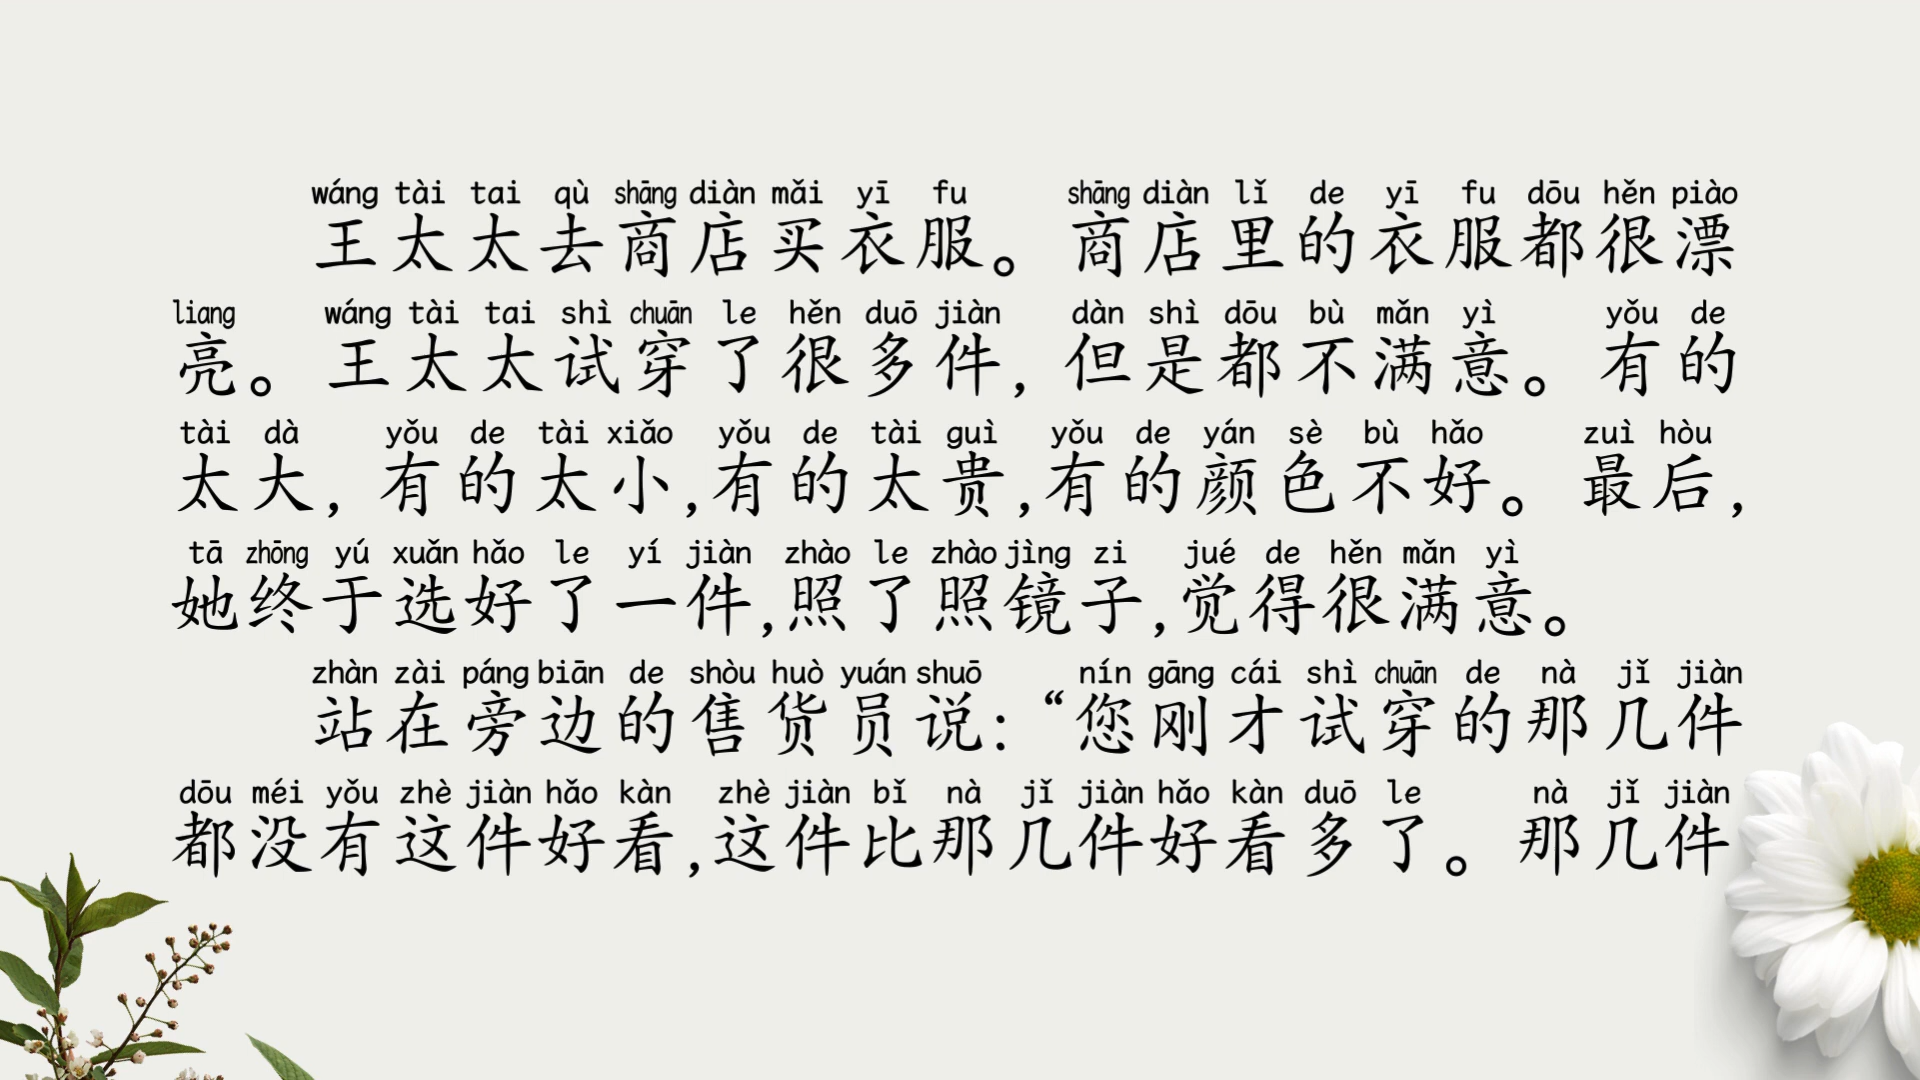 wáng tài tai qù shāng diàn mǎi yī fu shāng diàn lǐ de yī fu dōu hěn piào
王太太去商店买衣服。商店里的衣服都很漂
liang wáng tài tai shì chuān le hěn duō jiàn dàn shì dōu bù mǎn yì yǒu de
亮。王太太试穿了很多件,但是都不满意。有的
tài dà yǒu de tài xiǎo yǒu de tài guì yǒu de yán sè bù hǎo zuì hòu
太大,有的太小,有的太贵,有的颜色不好。最后,
tā zhōng yú xuǎn hǎo le yí jiàn zhào le zhào jìng zi jué de hěn mǎn yì
她终于选好了一件,照了照镜子,觉得很满意。
zhàn zài páng biān de shòu huò yuán shuō nín gāng cái shì chuān de nà jǐ jiàn
站在旁边的售货员说:“您刚才试穿的那几件
dōu méi yǒu zhè jiàn hǎo kàn zhè jiàn bǐ nà jǐ jiàn hǎo kàn duō le nà jǐ jiàn
都没有这件好看,这件比那几件好看多了。那几件